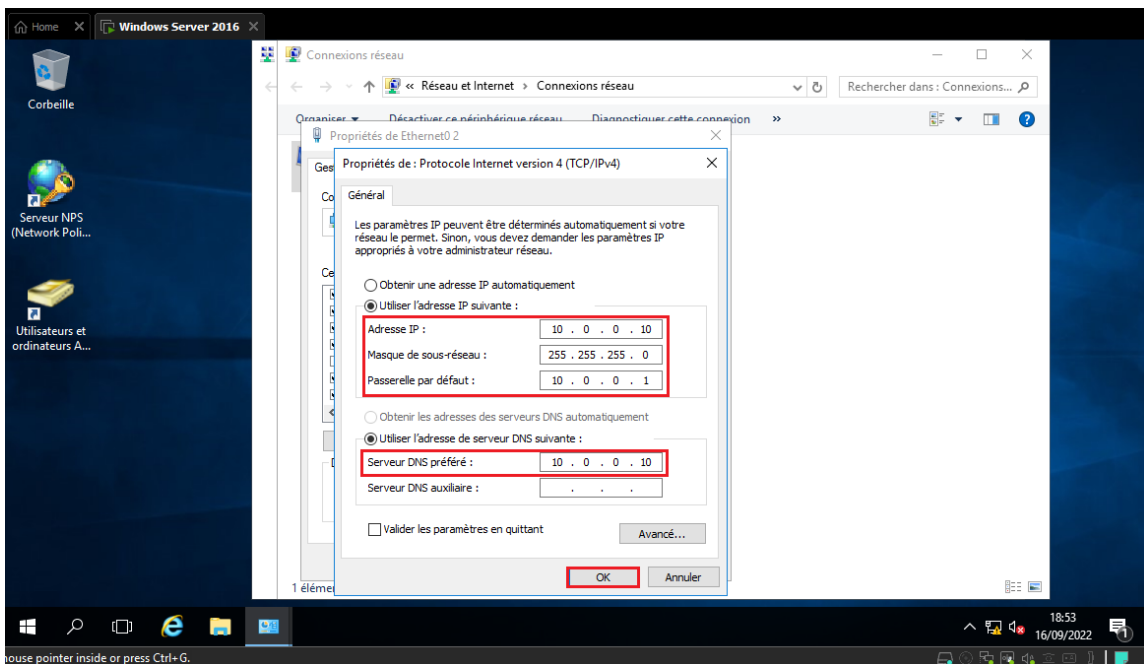 Home
Windows Server 2016
Corbeille
Serveur NPS
(Network Poli...
Utilisateurs et
ordinateurs A...
Connexions réseau
« Réseau et Internet › Connexions réseau
Rechercher dans : Connexions...
Organiser Désactiver ce périphérique réseau Diagnostiquer cette connexion »
Propriétés de Ethernet0 2
Propriétés de : Protocole Internet version 4 (TCP/IPv4)
Ges
Général
Co
Les paramètres IP peuvent être déterminés automatiquement si votre
réseau le permet. Sinon, vous devez demander les paramètres IP
appropriés à votre administrateur réseau.
Ce
Obtenir une adresse IP automatiquement
Utiliser l'adresse IP suivante :
Adresse IP : 10 . 0 . 0 . 10
Masque de sous-réseau : 255 . 255 . 255 . 0
Passerelle par défaut : 10 . 0 . 0 . 1
Obtenir les adresses des serveurs DNS automatiquement
Utiliser l'adresse de serveur DNS suivante :
Serveur DNS préféré : 10 . 0 . 0 . 10
Serveur DNS auxiliaire : . . .
Valider les paramètres en quittant
Avancé...
OK Annuler
1 éléme
18:53
16/09/2022
1
ouse pointer inside or press Ctrl+G.